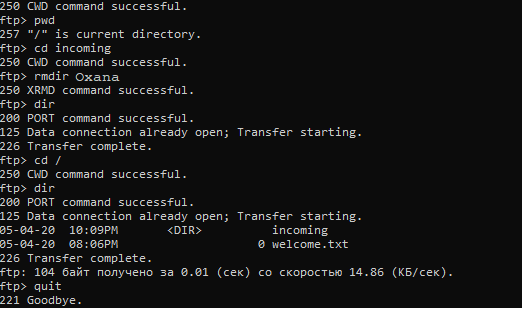 250 CWD command successful.
ftp> pwd
257 "/" is current directory.
ftp> cd incoming
250 CWD command successful.
ftp> rmdir Oxana
250 XRMD command successful.
ftp> dir
200 PORT command successful.
125 Data connection already open; Transfer starting.
226 Transfer complete.
ftp> cd /
250 CWD command successful.
ftp> dir
200 PORT command successful.
125 Data connection already open; Transfer starting.
05-04-20  10:09PM       <DIR>          incoming
05-04-20  08:06PM                    0 welcome.txt
226 Transfer complete.
ftp: 104 байт получено за 0.01 (сек) со скоростью 14.86 (КБ/сек).
ftp> quit
221 Goodbye.